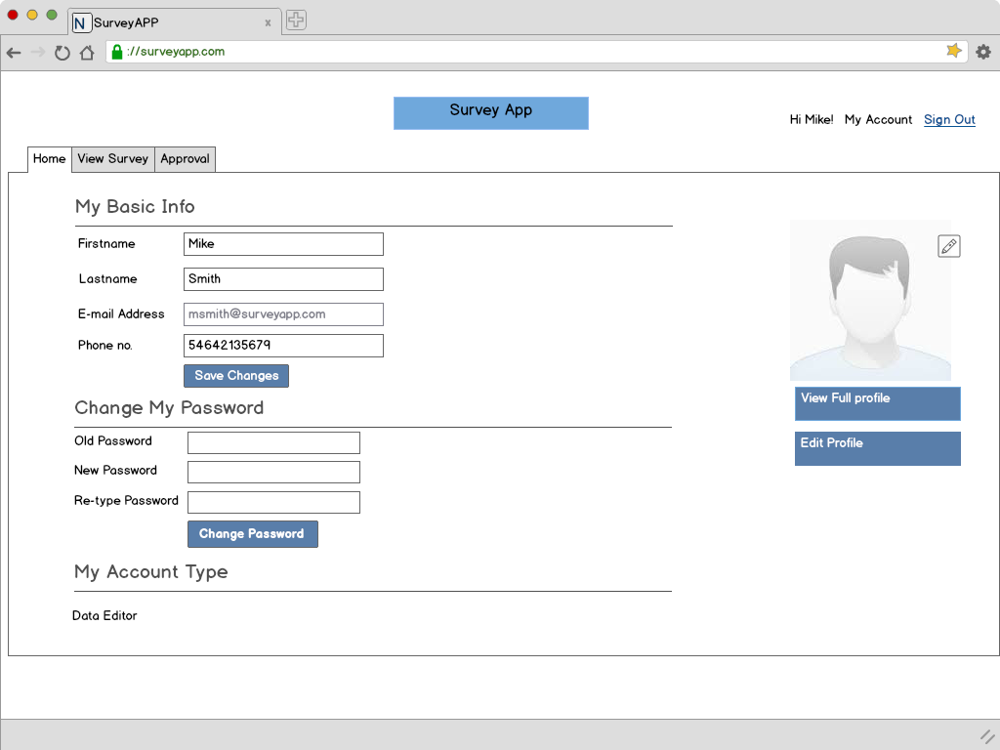 N SurveyAPP x
://surveyapp.com
Survey App
Hi Mike! My Account Sign Out
Home View Survey Approval
My Basic Info
Firstname Mike
Lastname Smith
E-mail Address msmith@surveyapp.com
Phone no. 54642135679
Save Changes
View Full profile
Change My Password
Old Password
Edit Profile
New Password
Re-type Password
Change Password
My Account Type
Data Editor